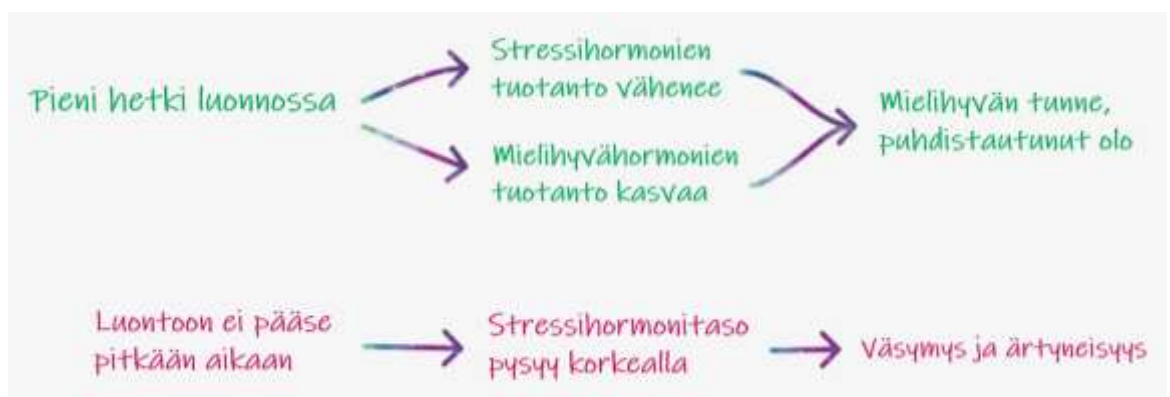 Pieni hetki luonnossa
Stressihormonien
tuotanto vähenee
Mielihyvähormonien
tuotanto kasvaa
Mielihyvän tunne,
puhdistautunut olo
Luontoon ei pääse
pitkään aikaan
Stressihormonitaso
pysyy korkealla
Väsymys ja ärtyneisyys